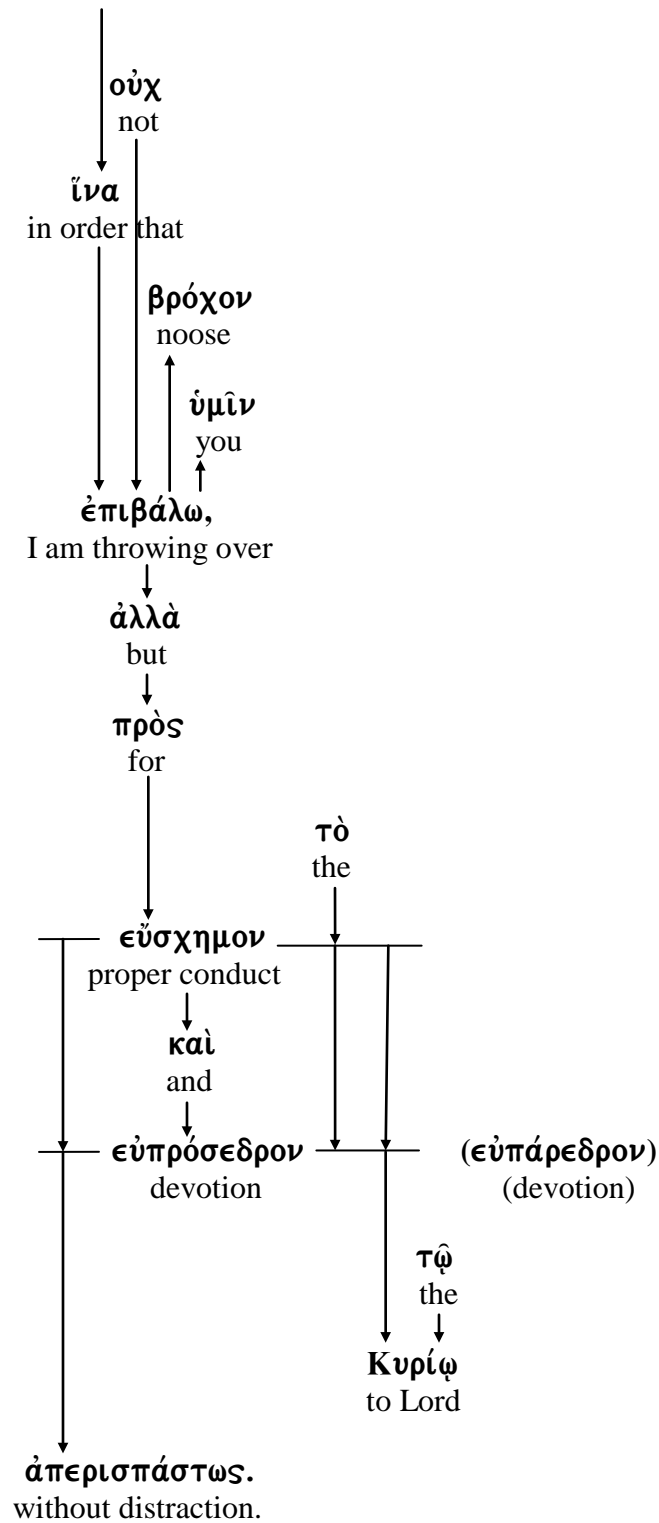 οὐχ
not
ἵνα
in order that
βρόχον
noose
ὑμῖν
you
ἐπιβάλω,
I am throwing over
ἀλλὰ
but
πρὸς
for
τὸ
the
εὔσχημον
proper conduct
καὶ
and
εὐπρόσεδρον (εὐπάρεδρον)
devotion (devotion)
τῷ
the
Κυρίῳ
to Lord
ἀπερισπάστως.
without distraction.